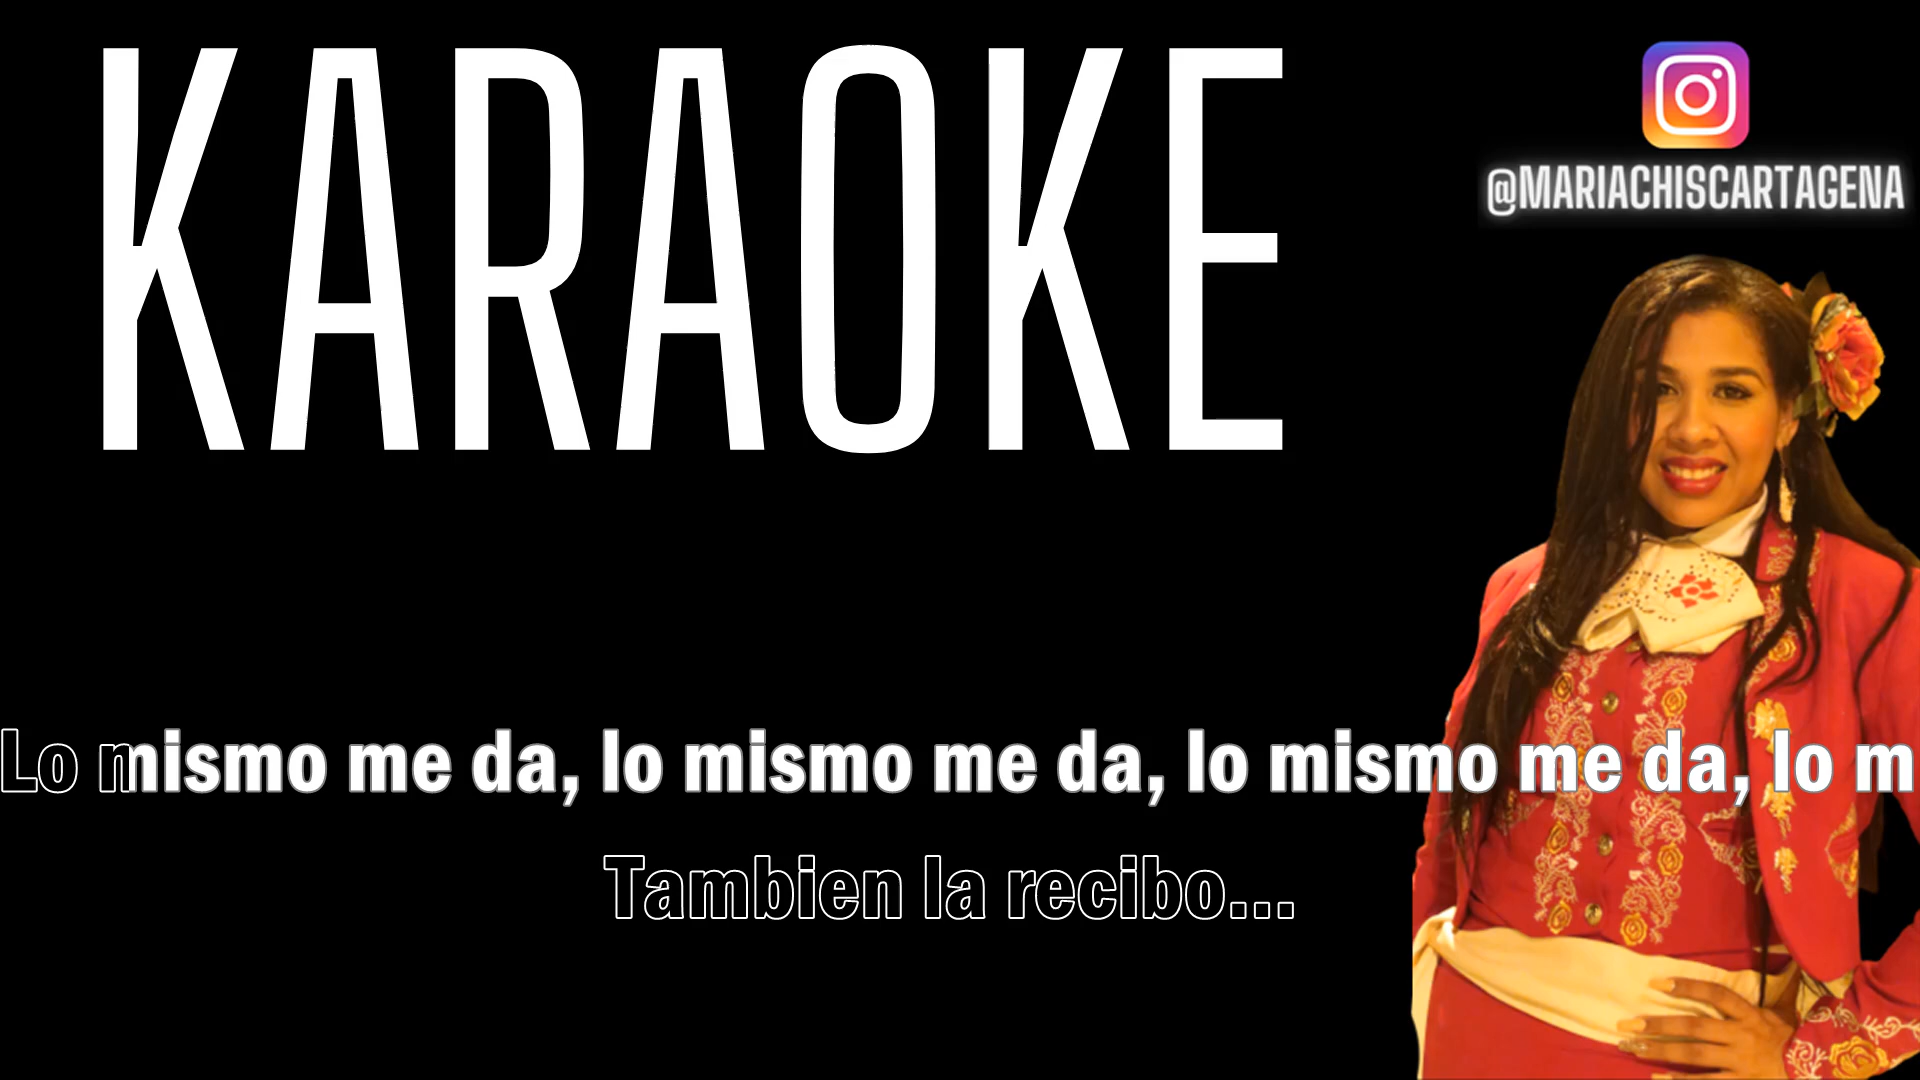 KARAOKE
@MARIACHISCARTAGENA
Lo mismo me da, lo mismo me da, lo mismo me da, lo m
Tambien la recibo...